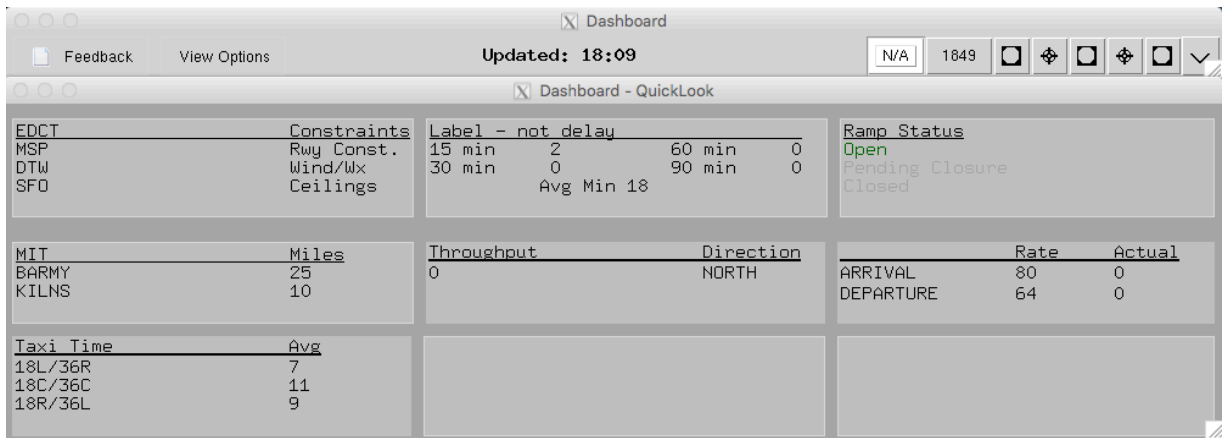 Dashboard
Feedback View Options Updated: 18:09 N/A 1849
Dashboard - QuickLook
EDCT Constraints
MSP Rwy Const.
DTW Wind/Wx
SFO Ceilings
Label - not delay
15 min 2 60 min 0
30 min 0 90 min 0
Avg Min 18
Ramp Status
Open
Pending Closure
Closed
MIT Miles
BARMY 25
KILNS 10
Throughput Direction
0 NORTH
Rate Actual
ARRIVAL 80 0
DEPARTURE 64 0
Taxi Time Avg
18L/36R 7
18C/36C 11
18R/36L 9